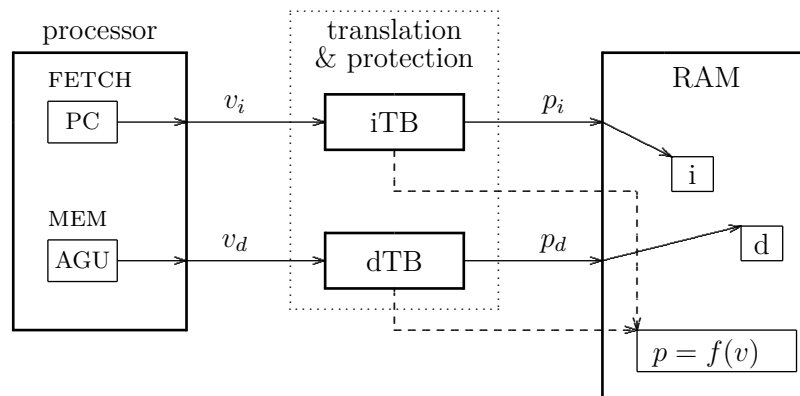 processor
translation
& protection
RAM
FETCH
PC
v_i
iTB
p_i
i
MEM
AGU
v_d
dTB
p_d
d
p = f(v)